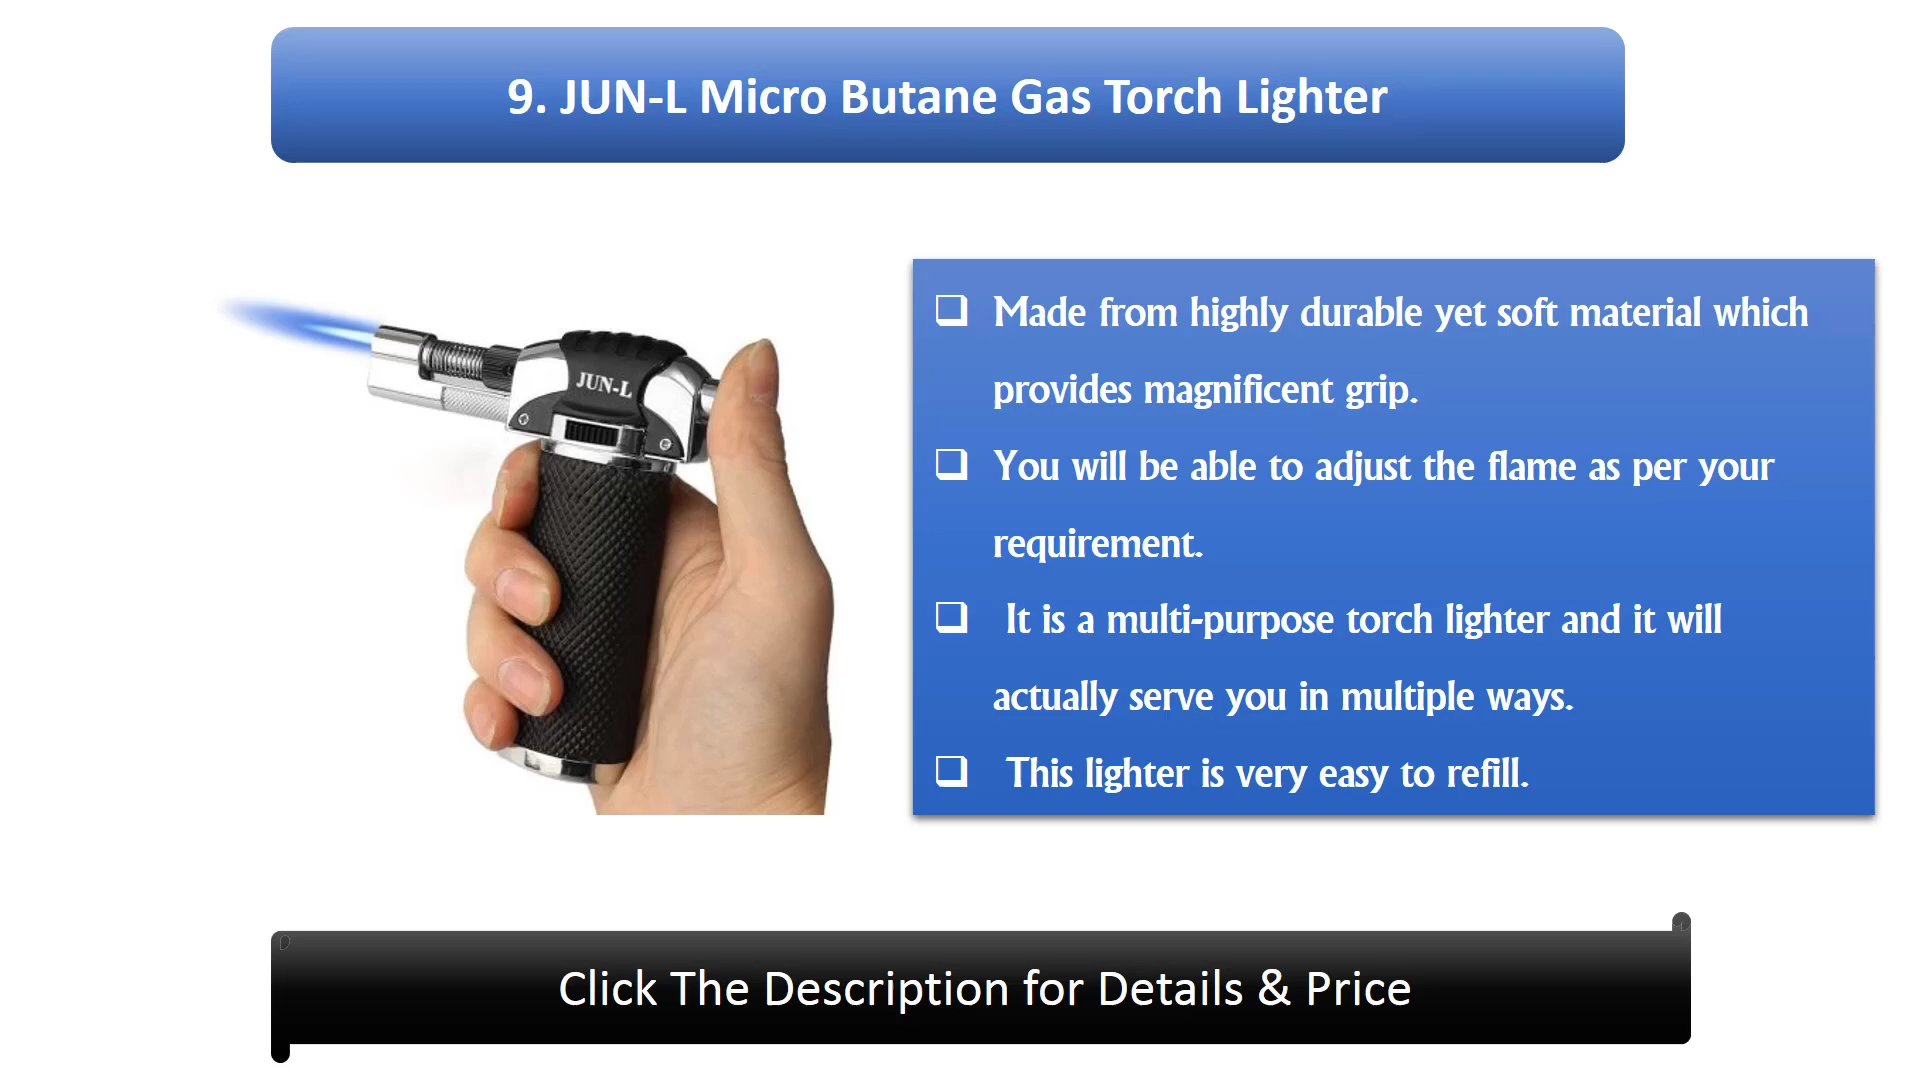 9. JUN-L Micro Butane Gas Torch Lighter
JUN-L
❑ Made from highly durable yet soft material which
provides magnificent grip.
❑ You will be able to adjust the flame as per your
requirement.
❑ It is a multi-purpose torch lighter and it will
actually serve you in multiple ways.
❑ This lighter is very easy to refill.
Click The Description for Details & Price